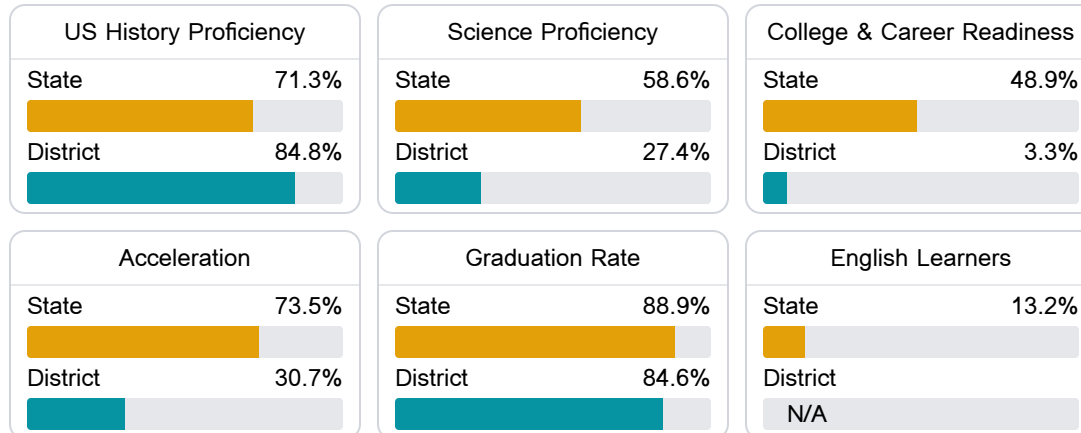 US History Proficiency
State 71.3%
District 84.8%
Science Proficiency
State 58.6%
District 27.4%
College & Career Readiness
State 48.9%
District 3.3%
Acceleration
State 73.5%
District 30.7%
Graduation Rate
State 88.9%
District 84.6%
English Learners
State 13.2%
District
N/A